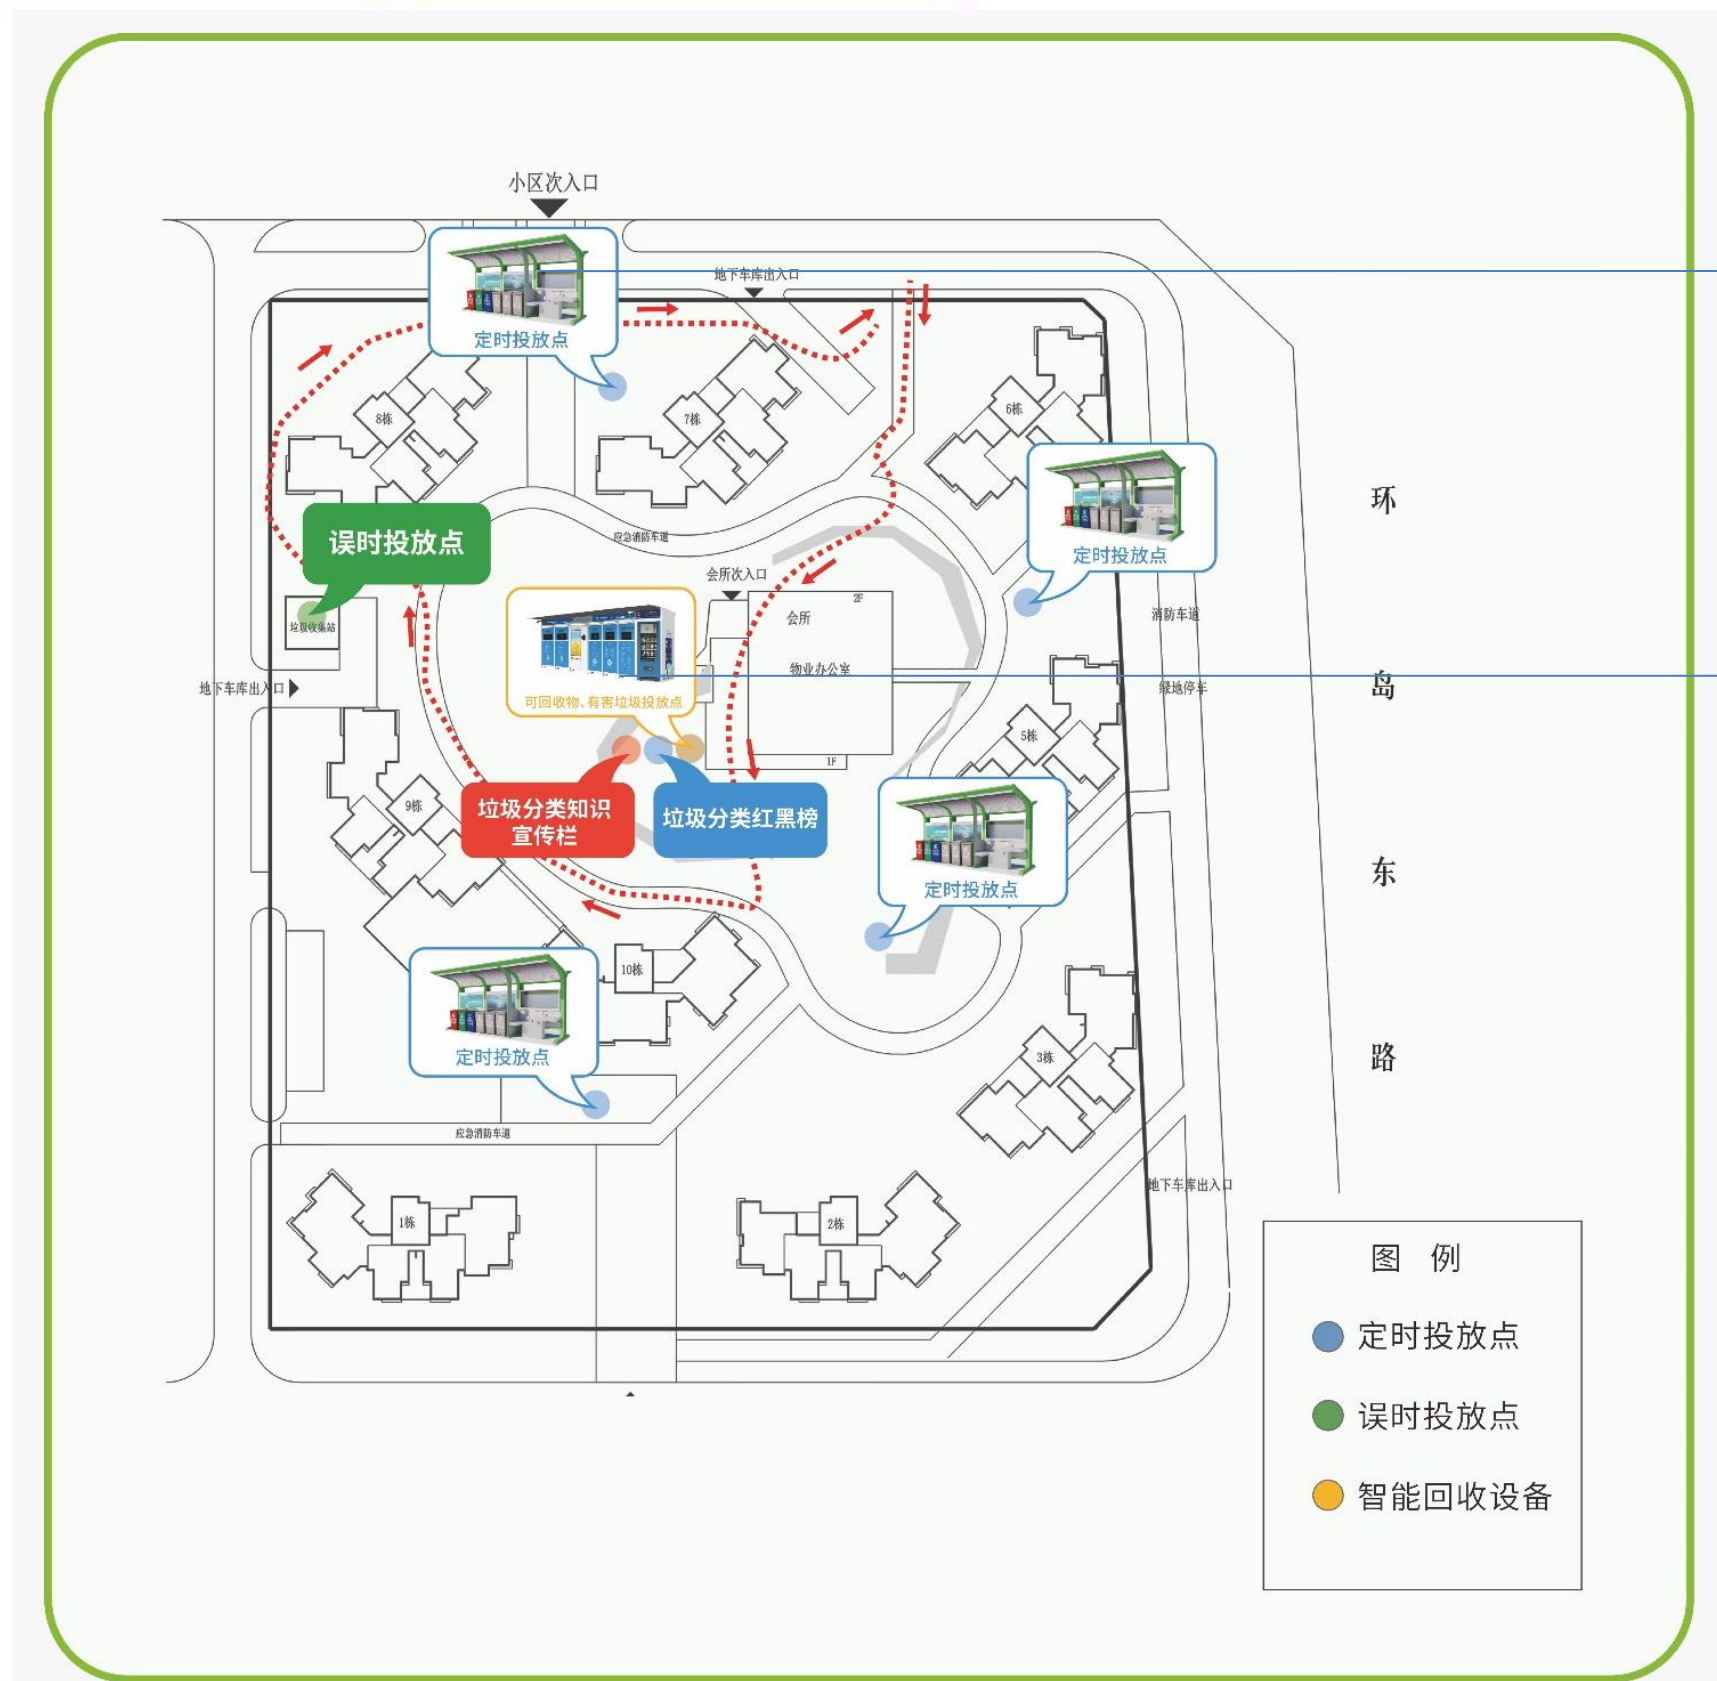 小区次入口
地下车库出入口
定时投放点
8栋
7栋
6栋
环
误时投放点
应急消防车道
定时投放点
会所次入口
2F
会所
消防车道
垃圾收集站
物业办公室
地下车库出入口
绿地停车
岛
可回收物、有害垃圾投放点
5栋
1F
9栋
垃圾分类知识
宣传栏
垃圾分类红黑榜
东
定时投放点
10栋
定时投放点
3栋
路
应急消防车道
地下车库出入口
1栋
2栋
图 例
定时投放点
误时投放点
智能回收设备